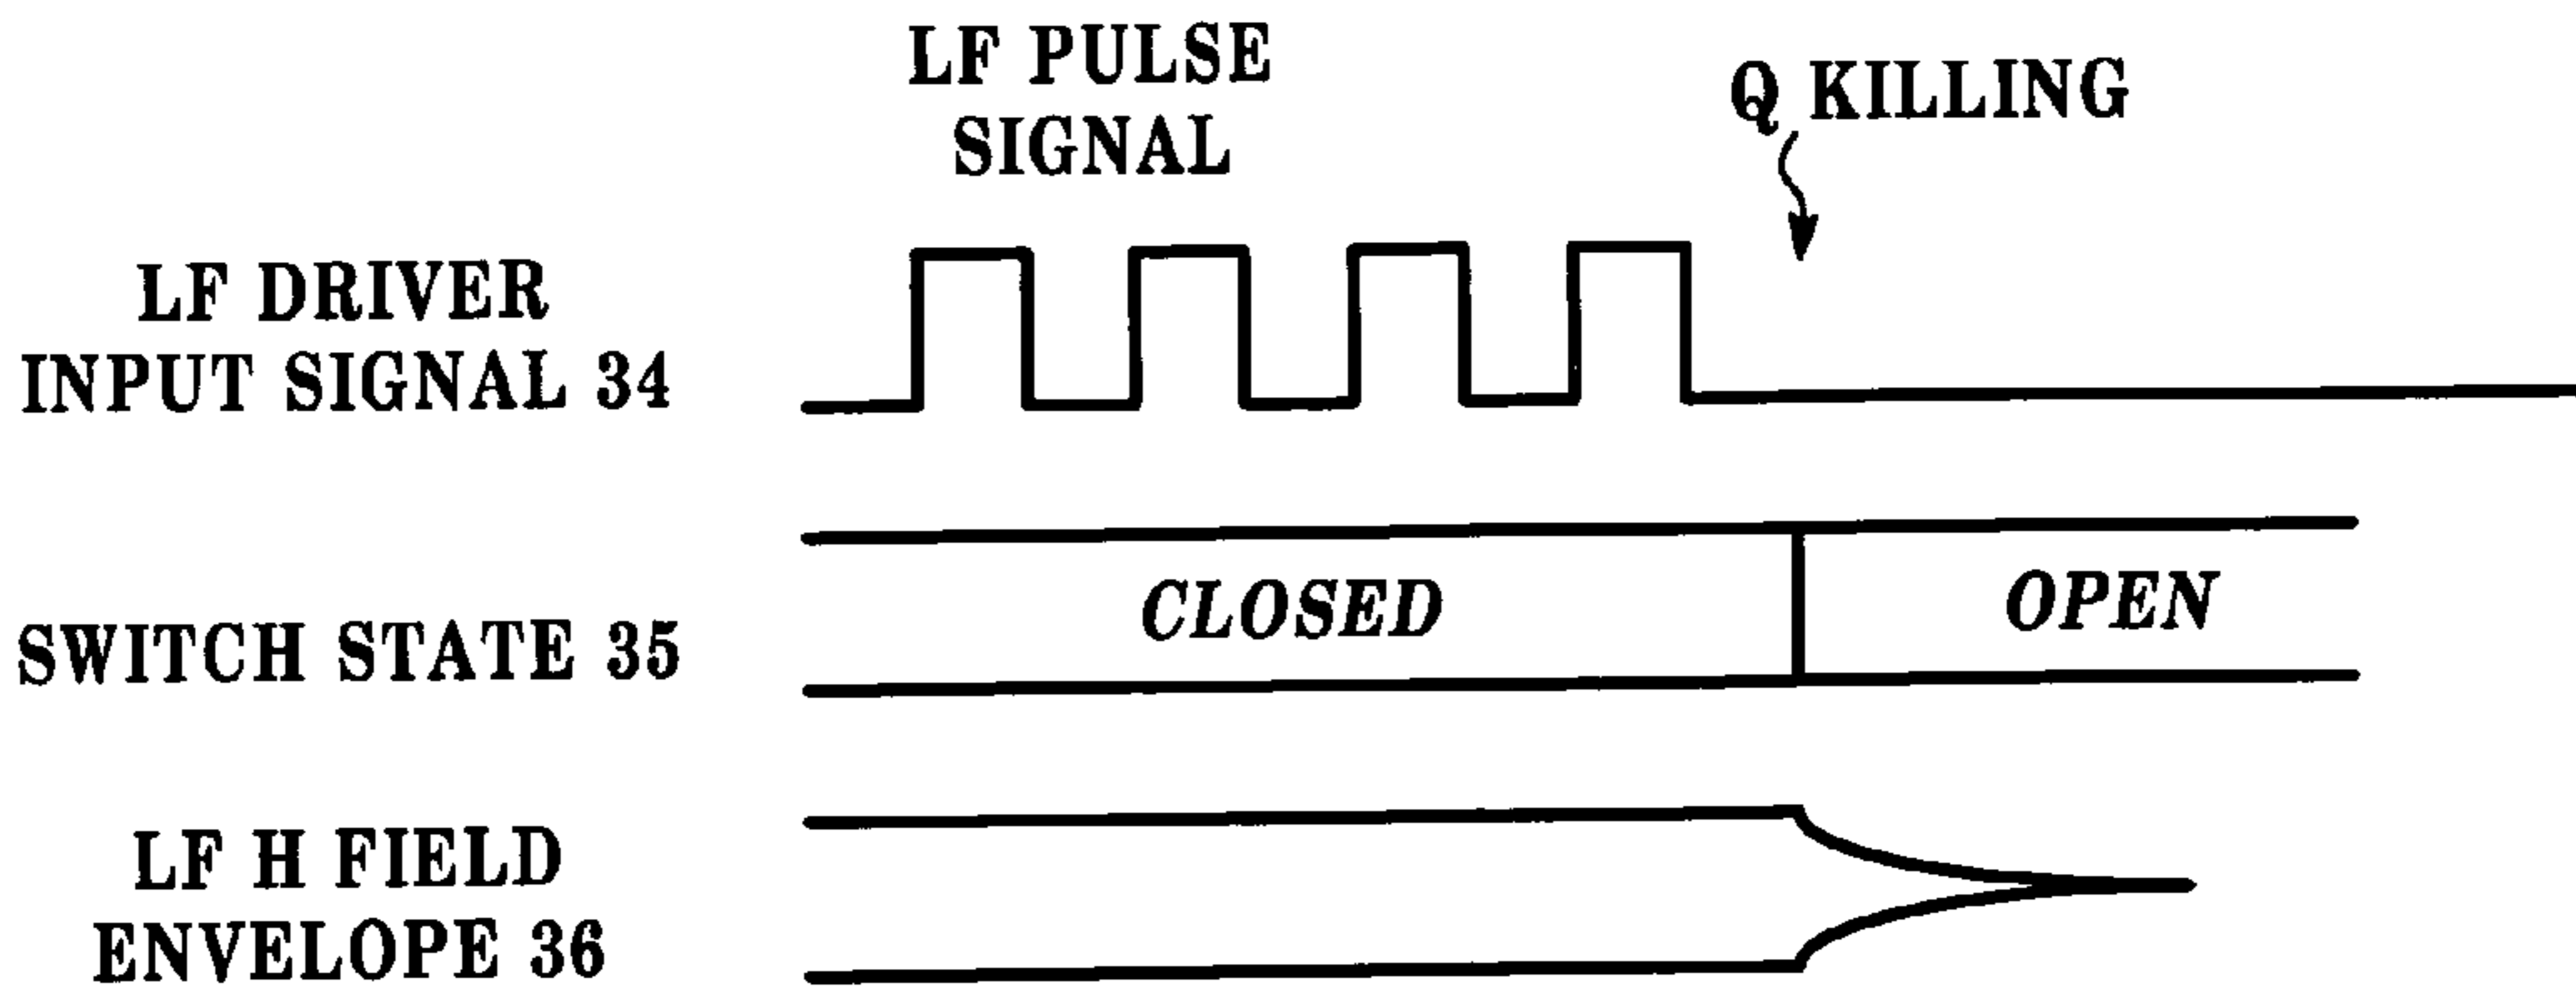 LF PULSE
SIGNAL
Q KILLING
LF DRIVER
INPUT SIGNAL 34
CLOSED
OPEN
SWITCH STATE 35
LF H FIELD
ENVELOPE 36